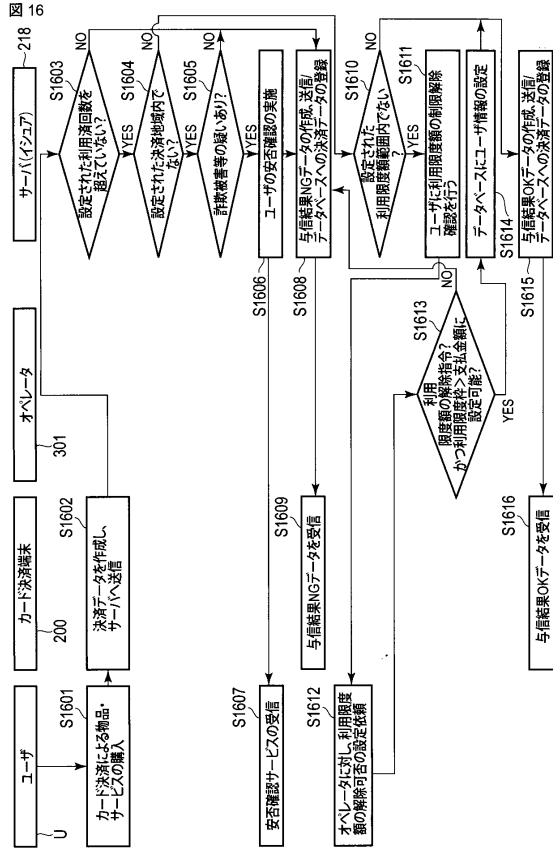 図 16
ユーザ
U
カード決済端末
200
オペレータ
301
サーバ(イシュア)
218
カード決済による物品・
サービスの購入
S1601
決済データを作成し、
サーバへ送信
S1602
設定された利用済回数を
超えていない?
S1603
NO
YES
設定された決済地域内で
ない?
S1604
NO
YES
詐欺被害等の疑いあり?
S1605
NO
YES
ユーザの安否確認の実施
S1606
安否確認サービスの受信
S1607
与信結果NGデータの作成、送信/
データベースへの決済データの登録
S1608
与信結果NGデータを受信
S1609
設定された
利用限度額範囲内でない
?
S1610
NO
YES
ユーザに利用限度額の制限解除
確認を行う
S1611
オペレータに対し、利用限度
額の解除可否の設定依頼
S1612
利用
限度額の解除指令?
かつ利用限度枠>支払金額に
設定可能?
S1613
NO
YES
データベースにユーザ情報の設定
S1614
与信結果OKデータの作成、送信/
データベースへの決済データの登録
S1615
与信結果OKデータを受信
S1616